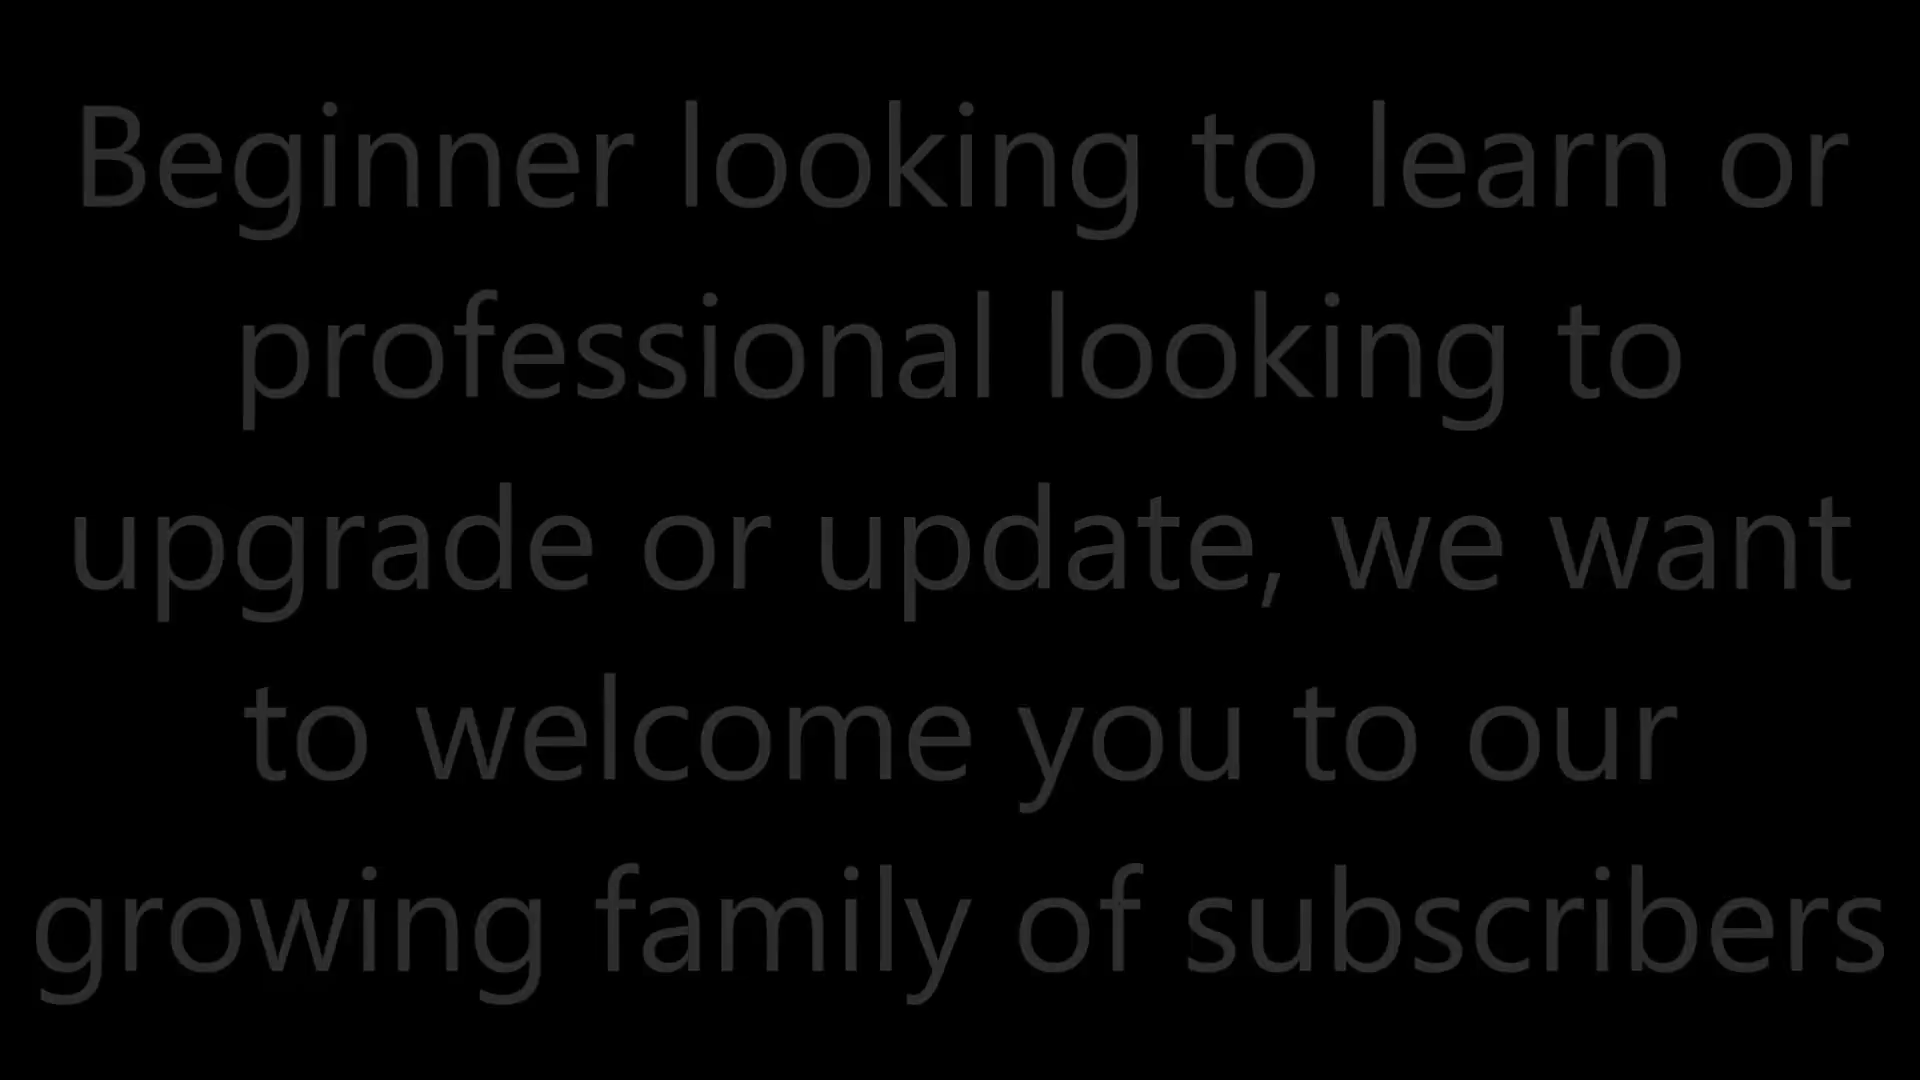 Beginner looking to learn or
professional looking to
upgrade or update, we want
to welcome you to our
growing family of subscribers